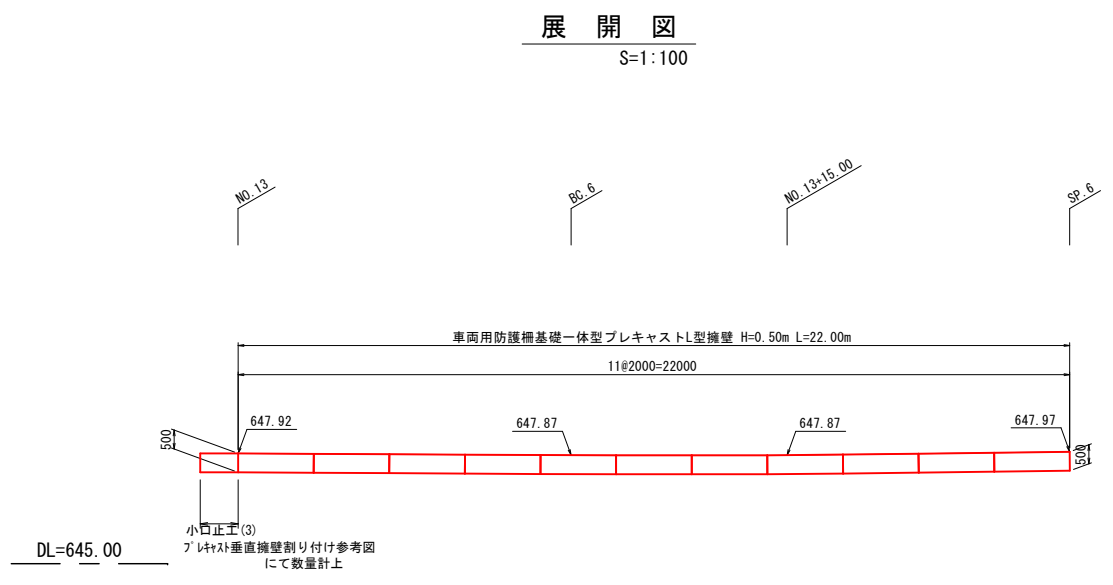 展 開 図
S=1:100
NO.13
BC.6
NO.13+15.00
SP.6
車両用防護柵基礎一体型プレキャストL型擁壁 H=0.50m L=22.00m
11@2000=22000
647.92
647.87
647.87
647.97
500
500
小口止工(3)
プレキャスト垂直擁壁割り付け参考図
にて数量計上
DL=645.00